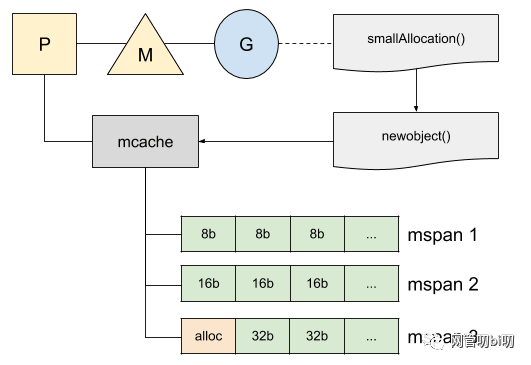 P
M
G
smallAllocation()
newobject()
mcache
8b 8b 8b ...
mspan 1
16b 16b 16b ...
mspan 2
alloc 32b 32b ...
网管叨bi叨